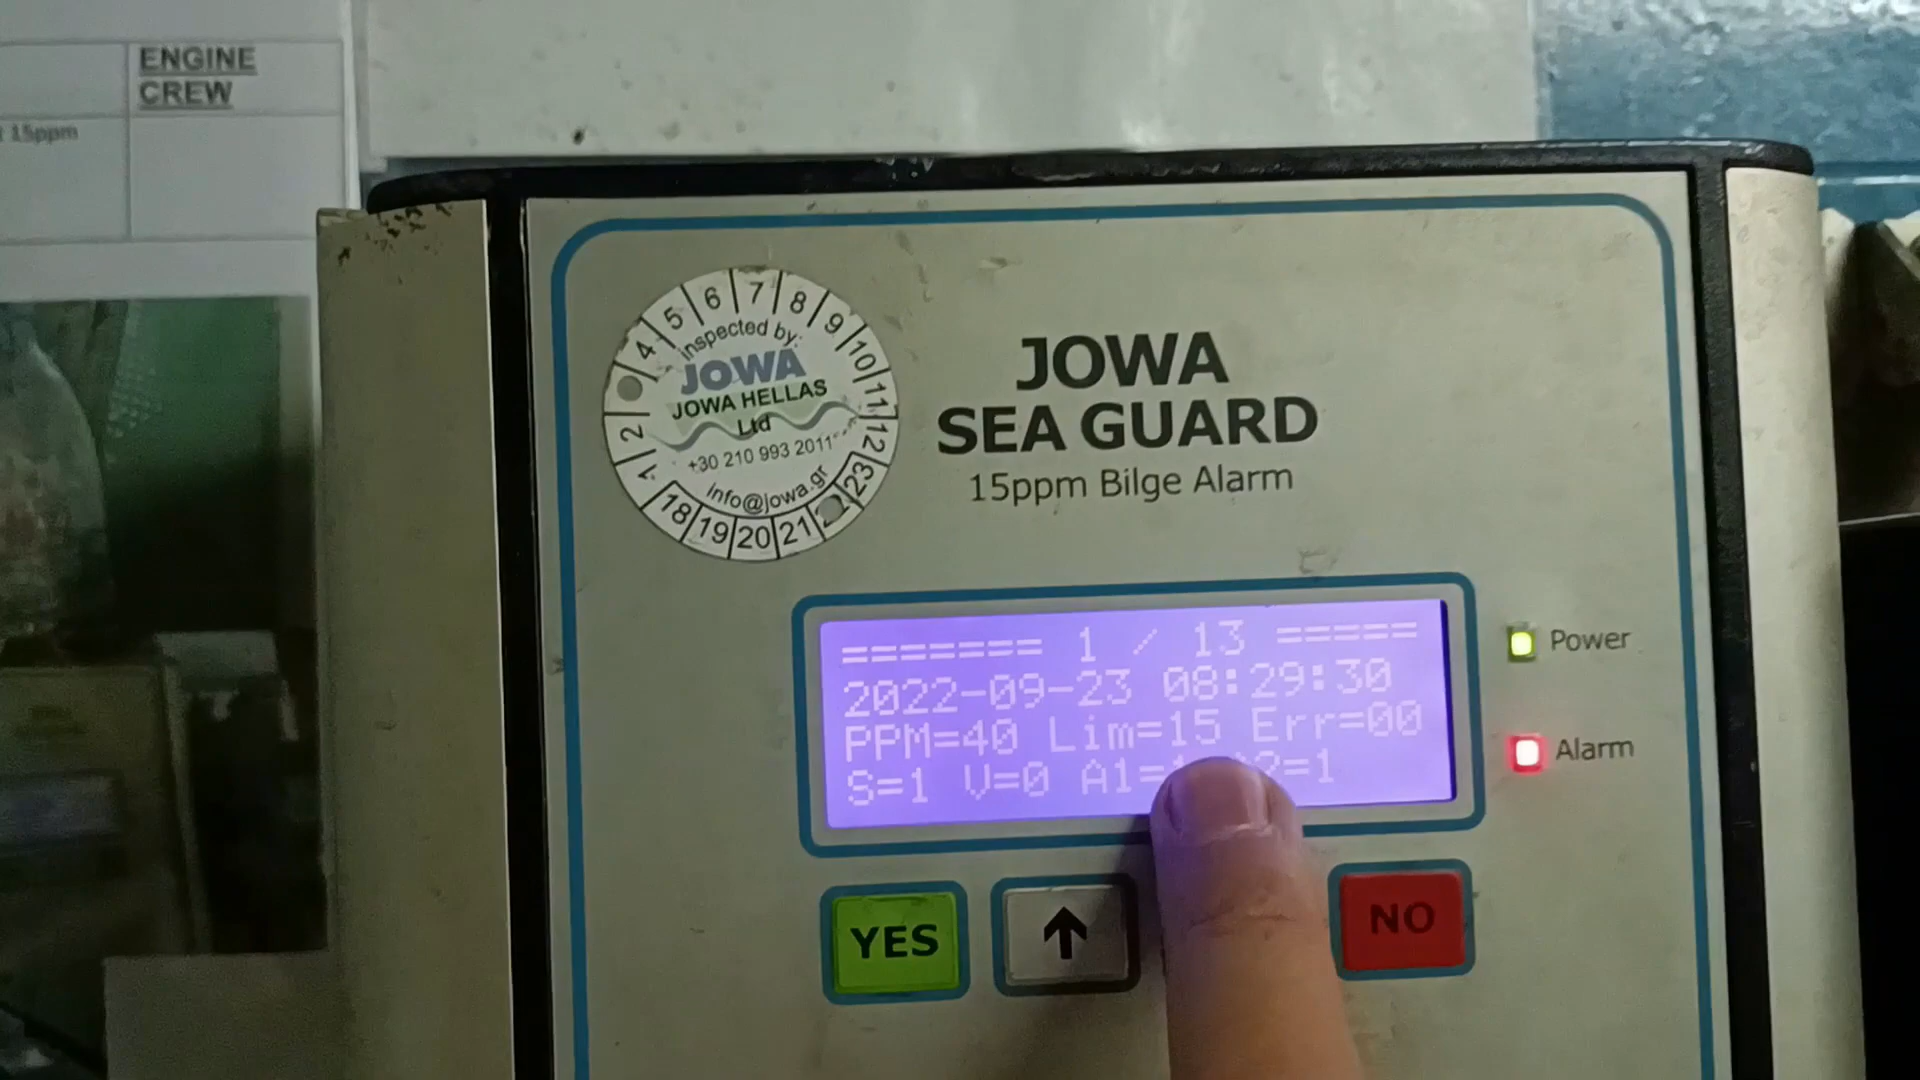 ENGINE
CREW
15ppm
1 2 4 5 6 7 8 9 10 11 12
inspected by:
JOWA
JOWA HELLAS
Ltd
+30 210 993 2011
info@jowa.gr
18 19 20 21 23
JOWA
SEA GUARD
15ppm Bilge Alarm
======= 1 / 13 =====
2022-09-23 08:29:30
PPM=40 Lim=15 Err=00
S=1 V=0 A1= 2=1
Power
Alarm
YES
↑
NO